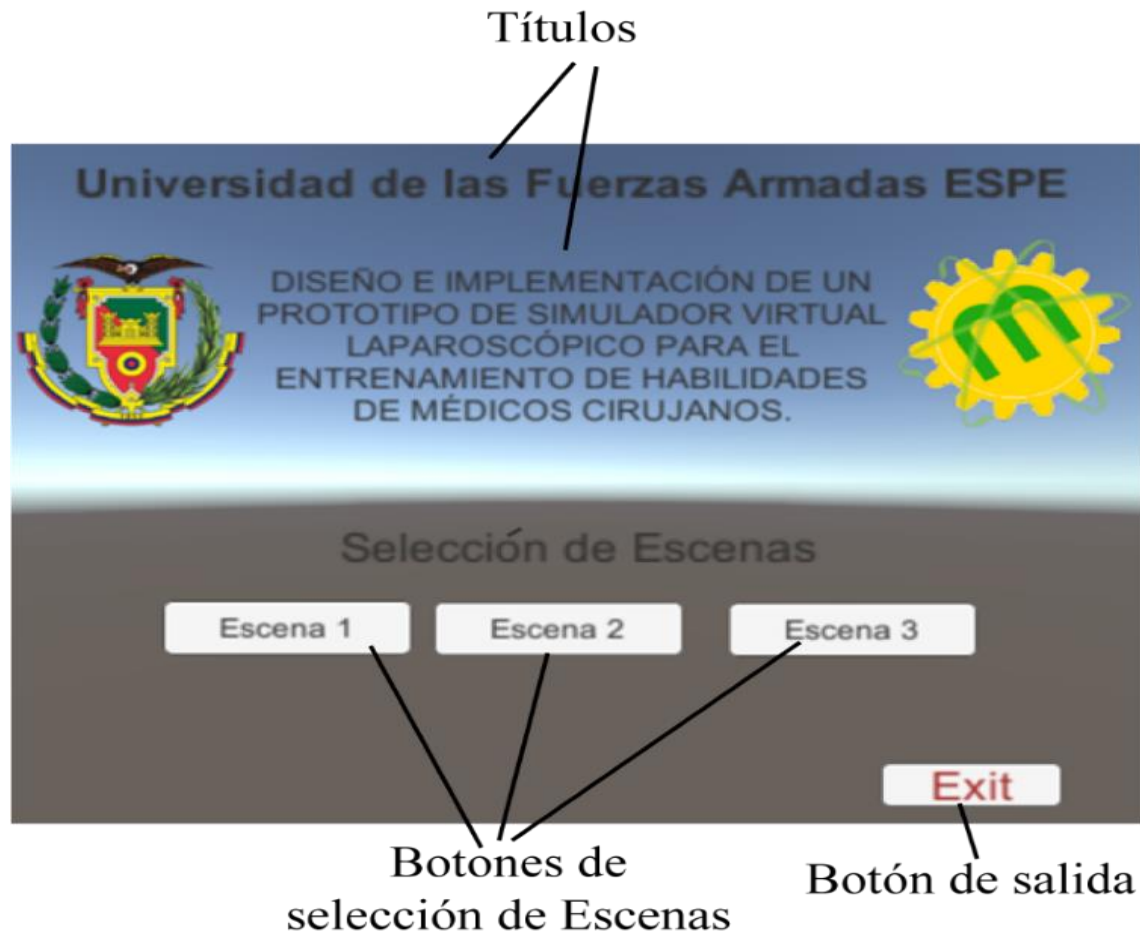 Títulos
Universidad de las Fuerzas Armadas ESPE
DISEÑO E IMPLEMENTACIÓN DE UN
PROTOTIPO DE SIMULADOR VIRTUAL
LAPAROSCÓPICO PARA EL
ENTRENAMIENTO DE HABILIDADES
DE MÉDICOS CIRUJANOS.
Selección de Escenas
Escena 1
Escena 2
Escena 3
Exit
Botones de
selección de Escenas
Botón de salida